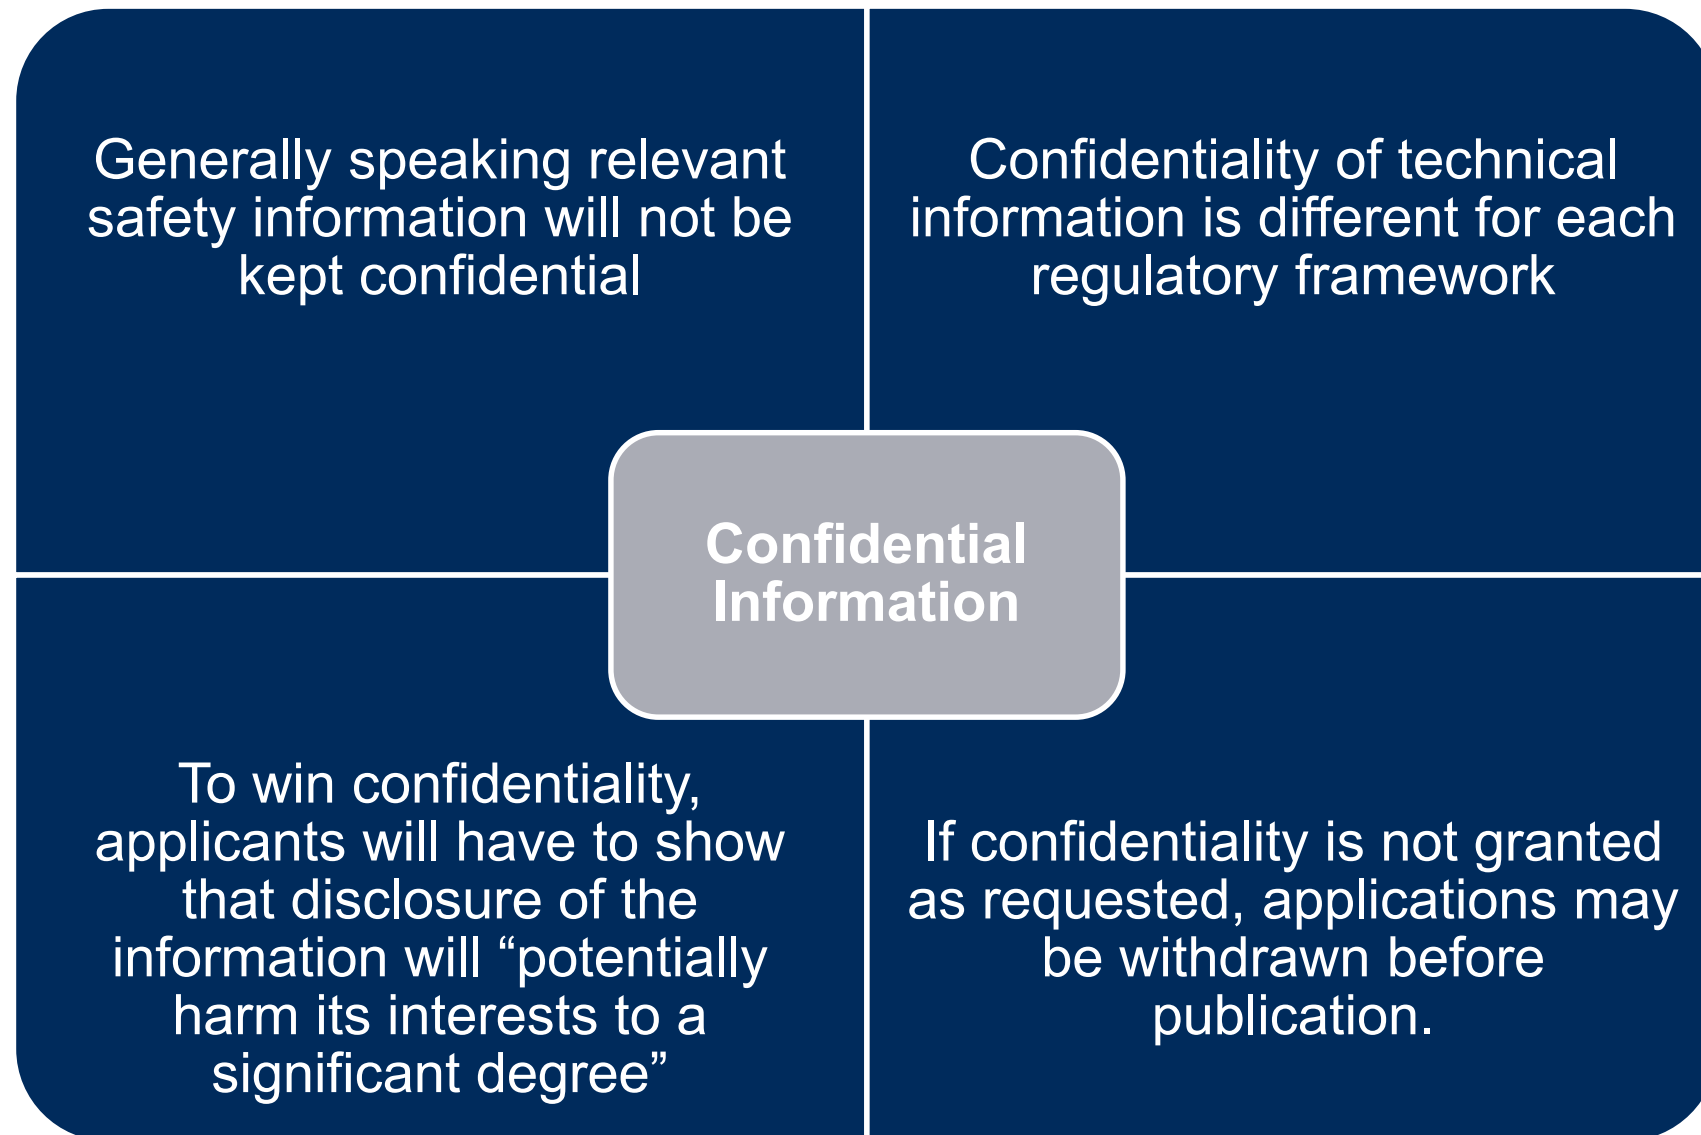 Generally speaking relevant
safety information will not be
kept confidential
Confidentiality of technical
information is different for each
regulatory framework
Confidential
Information
To win confidentiality,
applicants will have to show
that disclosure of the
information will “potentially
harm its interests to a
significant degree”
If confidentiality is not granted
as requested, applications may
be withdrawn before
publication.